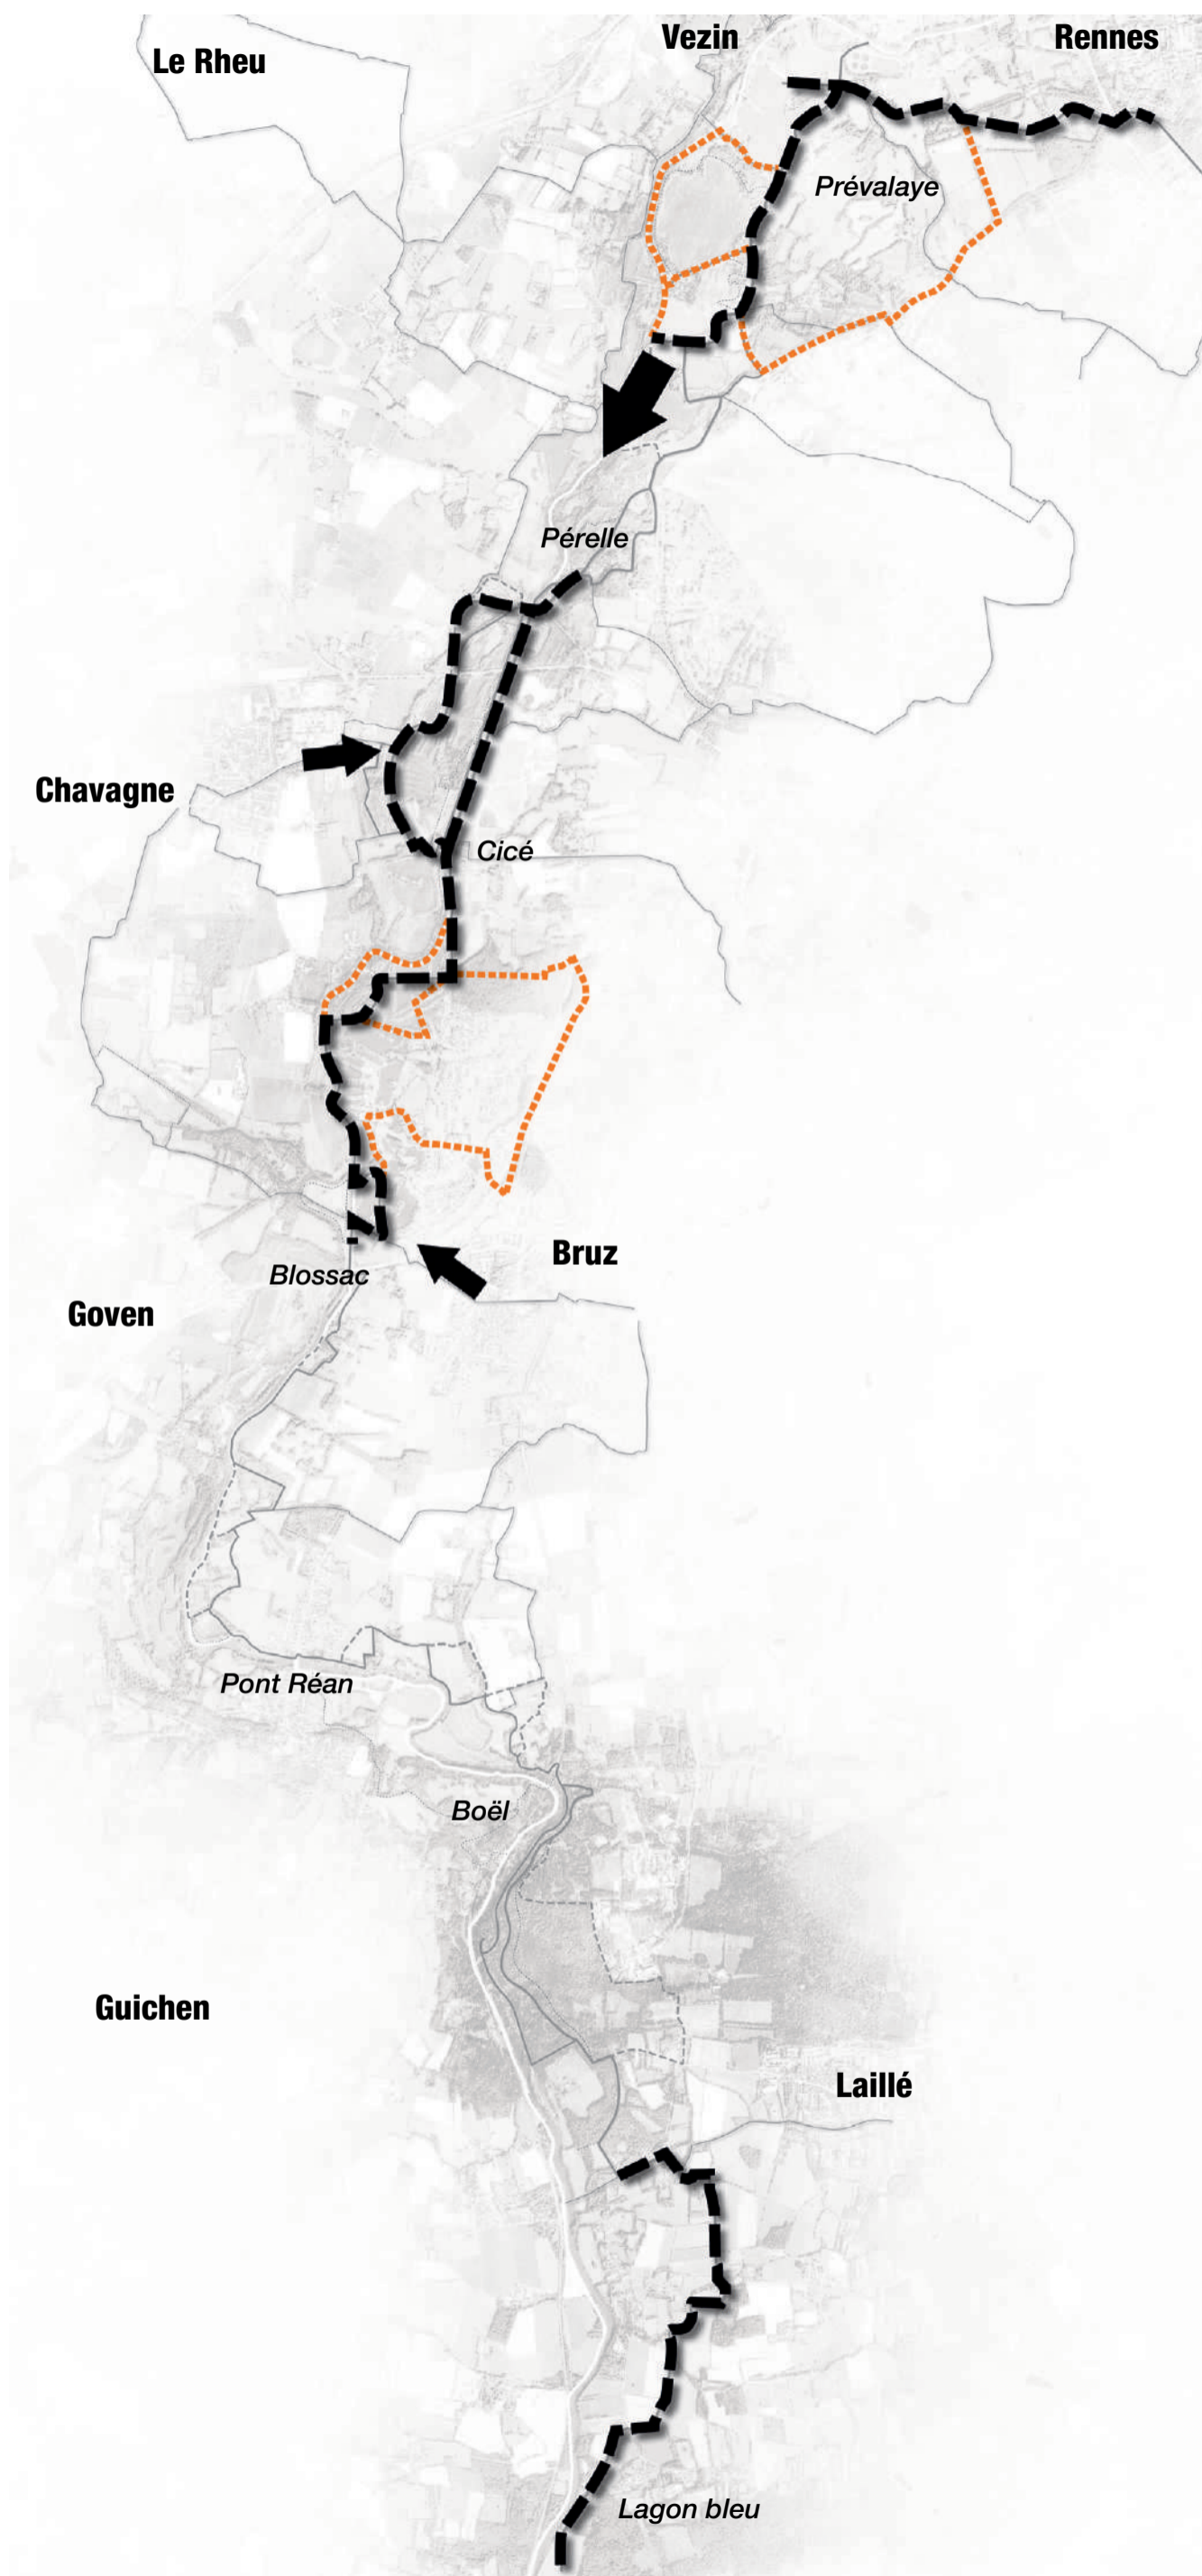 Vezin
Rennes
Le Rheu
Prévalaye
Pérelle
Chavagne
Cicé
Bruz
Blossac
Goven
Pont Réan
Boël
Guichen
Laillé
Lagon bleu